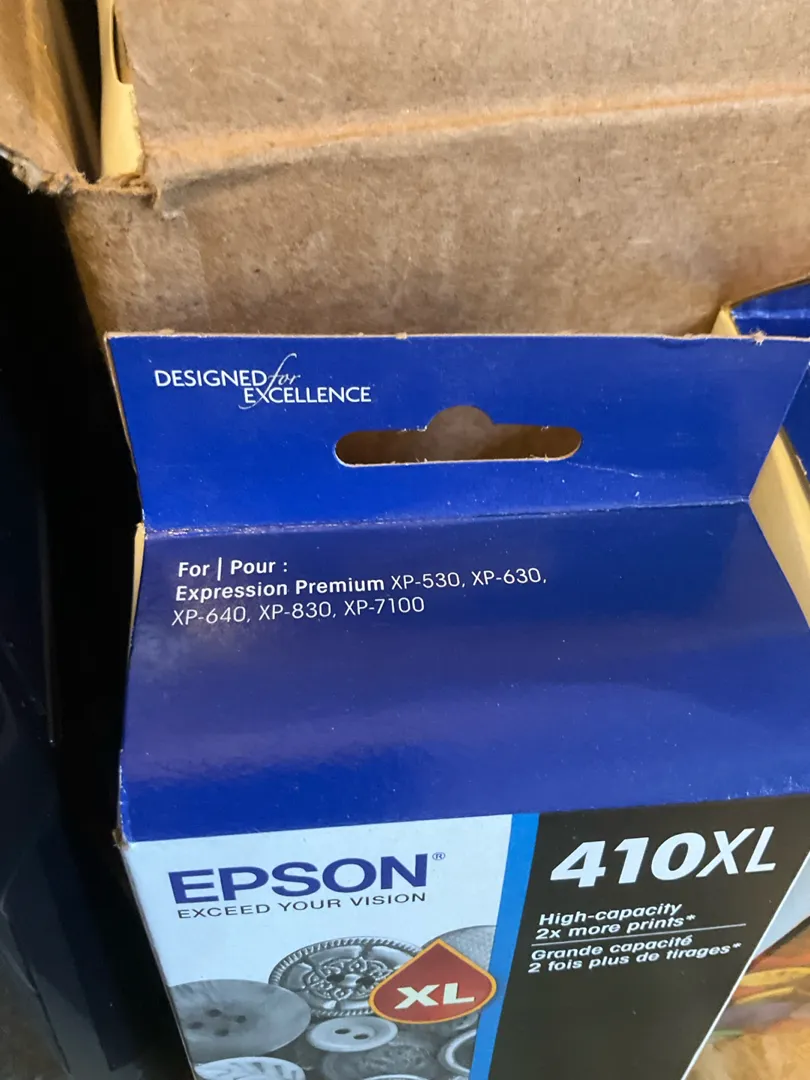 DESIGNED for
EXCELLENCE
For | Pour :
Expression Premium XP-530, XP-630,
XP-640, XP-830, XP-7100
EPSON®
EXCEED YOUR VISION
410XL
High-capacity
2x more prints*
Grande capacité
2 fois plus de tirages*
XL